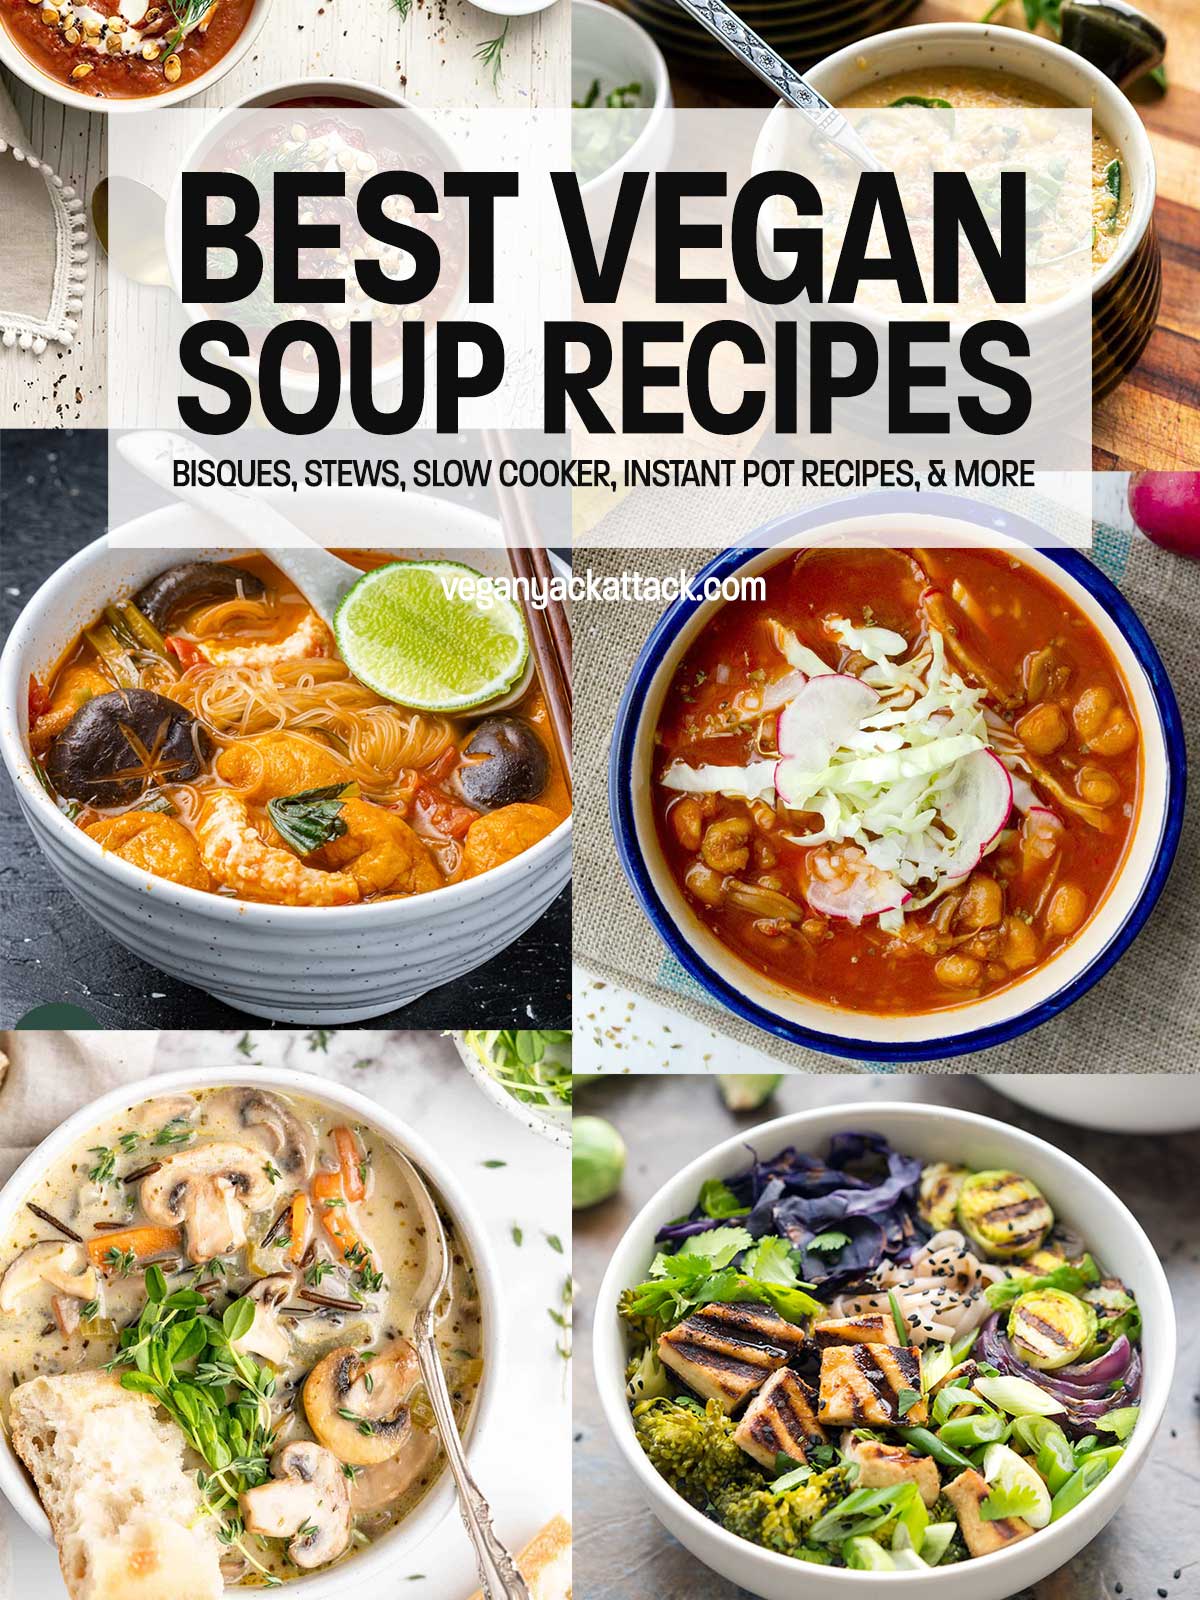 BEST VEGAN
SOUP RECIPES
BISQUES, STEWS, SLOW COOKER, INSTANT POT RECIPES, & MORE
veganyackattack.com